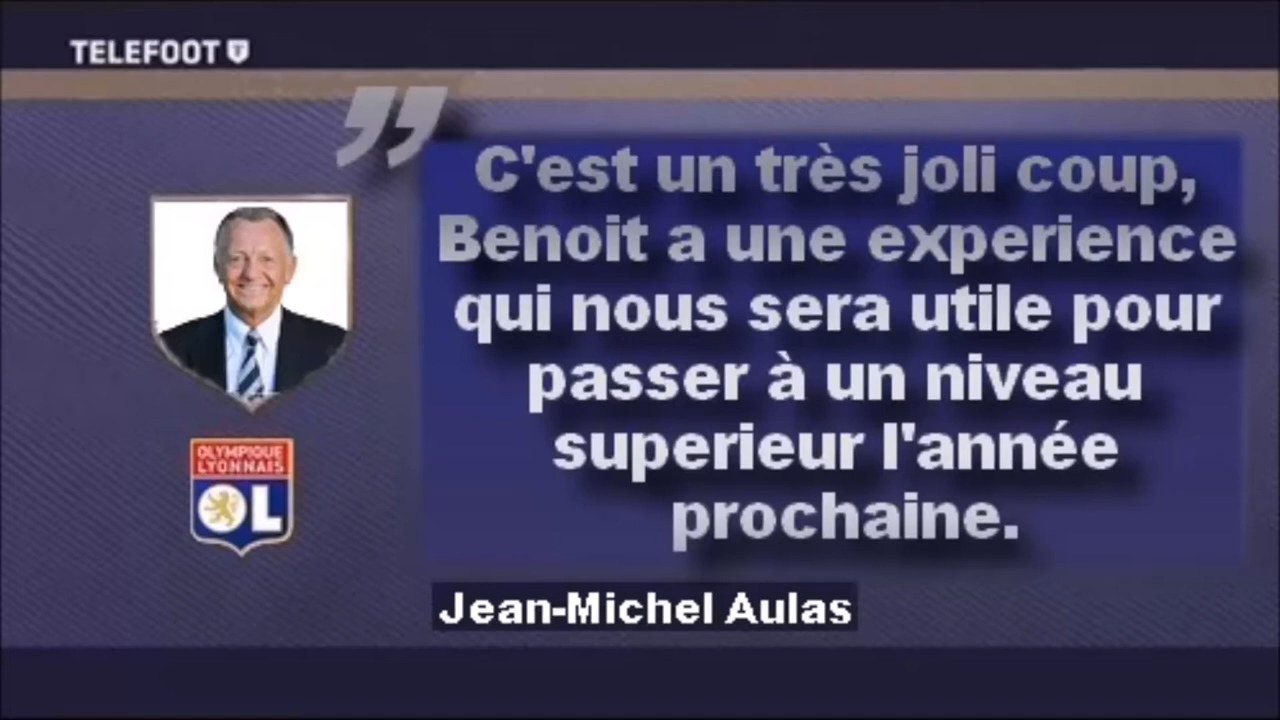 TELEFOOT
”
C'est un très joli coup,
Benoit a une experience
qui nous sera utile pour
passer à un niveau
superieur l'année
prochaine.
OLYMPIQUE
LYONNAIS
OL
Jean-Michel Aulas